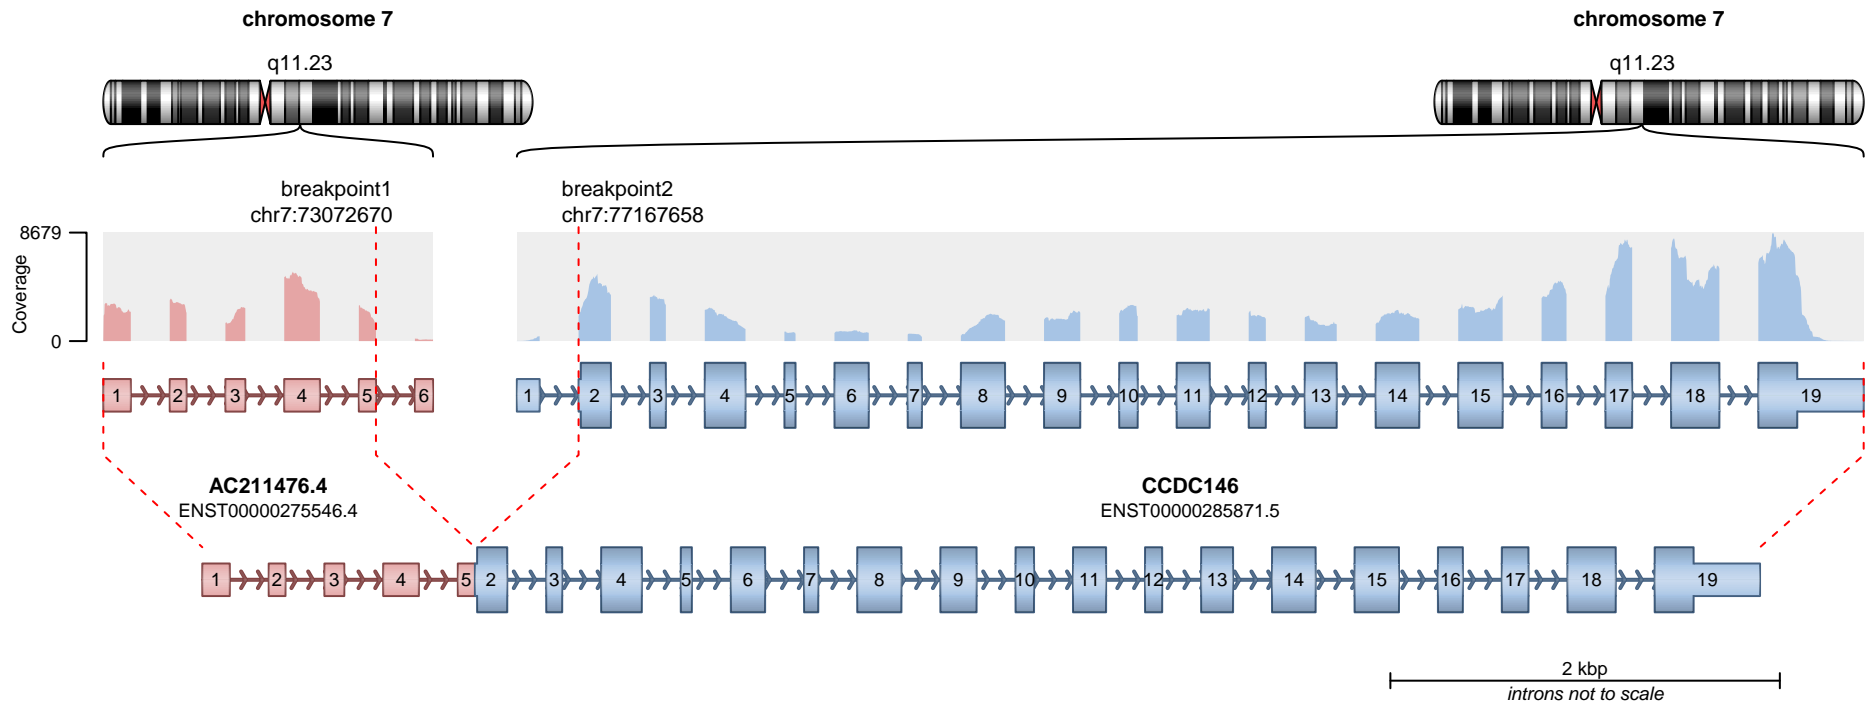 chromosome 7
chromosome 7
q11.23
q11.23
breakpoint1
chr7:73072670
breakpoint2
chr7:77167658
8679
Coverage
0
1 2 3 4 5 6
1 2 3 4 5 6 7 8 9 10 11 12 13 14 15 16 17 18 19
AC211476.4
ENST00000275546.4
CCDC146
ENST00000285871.5
1 2 3 4 5 2 3 4 5 6 7 8 9 10 11 12 13 14 15 16 17 18 19
2 kbp
introns not to scale